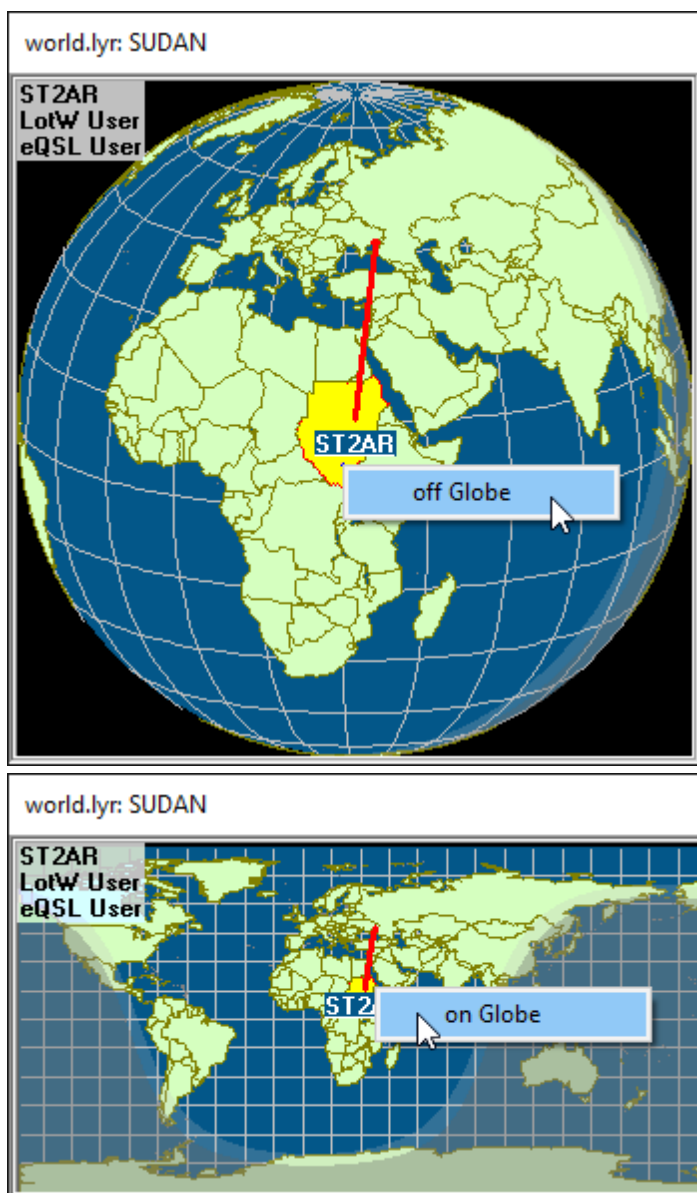 world.lyr: SUDAN
ST2AR
LotW User
eQSL User
ST2AR
off Globe
world.lyr: SUDAN
ST2AR
LotW User
eQSL User
ST2
on Globe